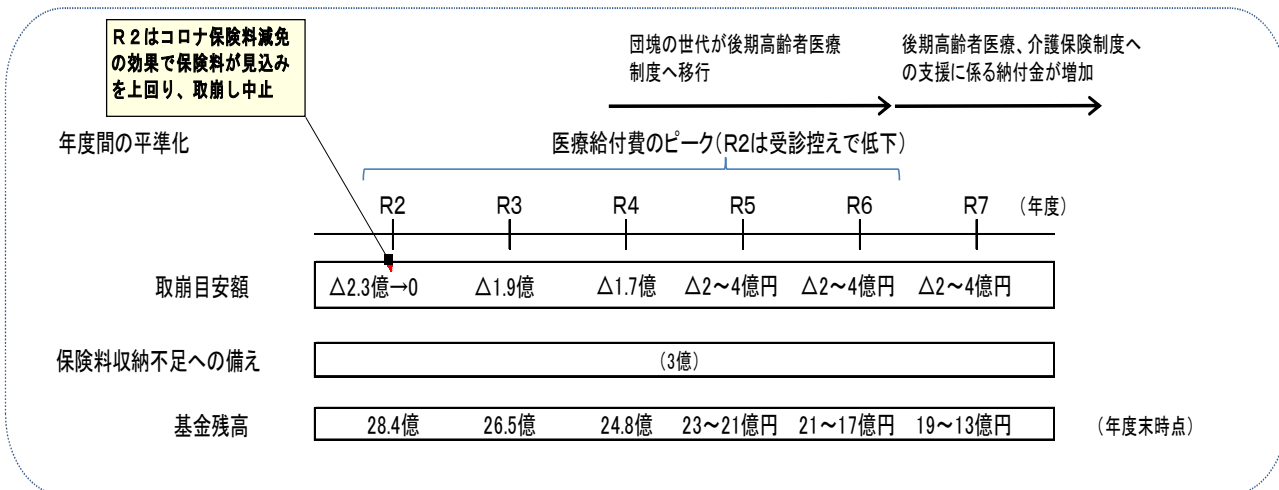 R2はコロナ保険料減免
の効果で保険料が見込み
を上回り、取崩し中止
団塊の世代が後期高齢者医療
制度へ移行
後期高齢者医療、介護保険制度へ
の支援に係る納付金が増加
年度間の平準化
医療給付費のピーク(R2は受診控えで低下)
R2 R3 R4 R5 R6 R7 (年度)
取崩目安額 △2.3億→0 △1.9億 △1.7億 △2~4億円 △2~4億円 △2~4億円
保険料収納不足への備え (3億)
基金残高 28.4億 26.5億 24.8億 23~21億円 21~17億円 19~13億円 (年度末時点)